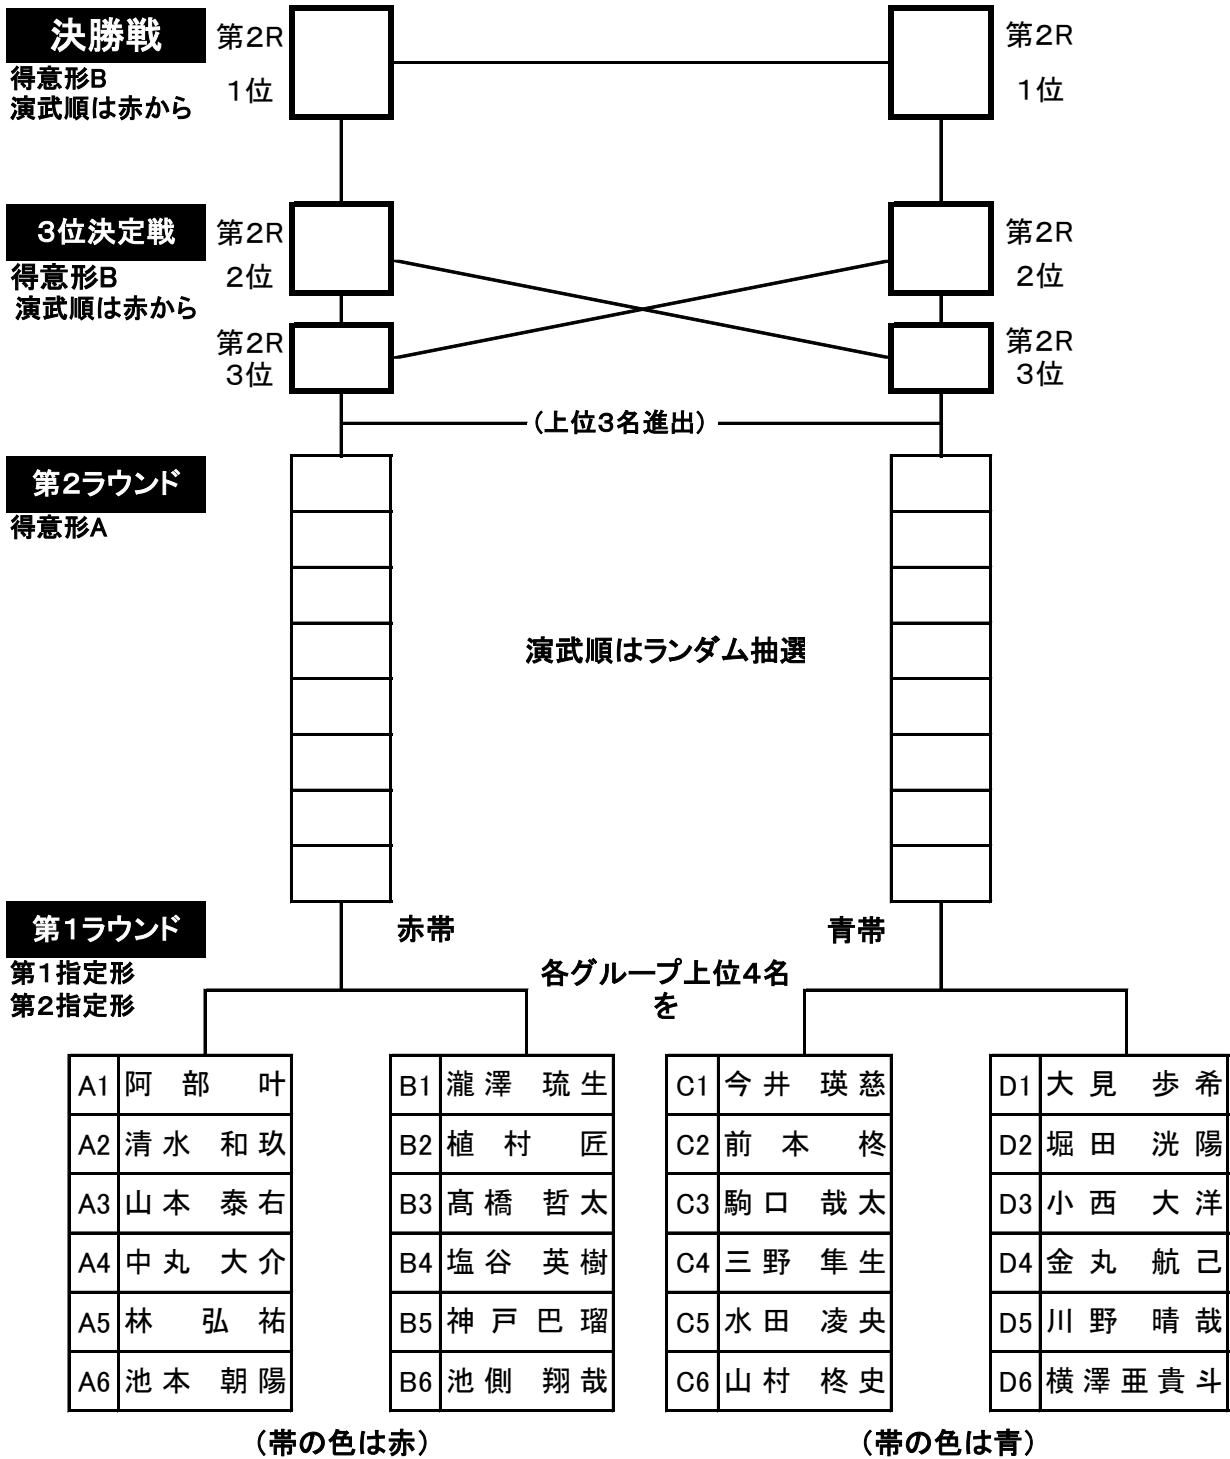 決勝戦
得意形B
演武順は赤から
第2R
1位
第2R
1位
3位決定戦
得意形B
演武順は赤から
第2R
2位
第2R
2位
第2R
3位
第2R
3位
(上位3名進出)
第2ラウンド
得意形A
演武順はランダム抽選
第1ラウンド
第1指定形
第2指定形
赤帯
青帯
各グループ上位4名
を
A1 阿部 叶
A2 清水 和玖
A3 山本 泰右
A4 中丸 大介
A5 林 弘祐
A6 池本 朝陽
B1 瀧澤 琉生
B2 植村 匠
B3 髙橋 哲太
B4 塩谷 英樹
B5 神戸巴瑠
B6 池側 翔哉
C1 今井 瑛慈
C2 前本 柊
C3 駒口 哉太
C4 三野 隼生
C5 水田 凌央
C6 山村 柊史
D1 大見 歩希
D2 堀田 洸陽
D3 小西 大洋
D4 金丸 航己
D5 川野 晴哉
D6 横澤亜貴斗
(帯の色は赤)
(帯の色は青)